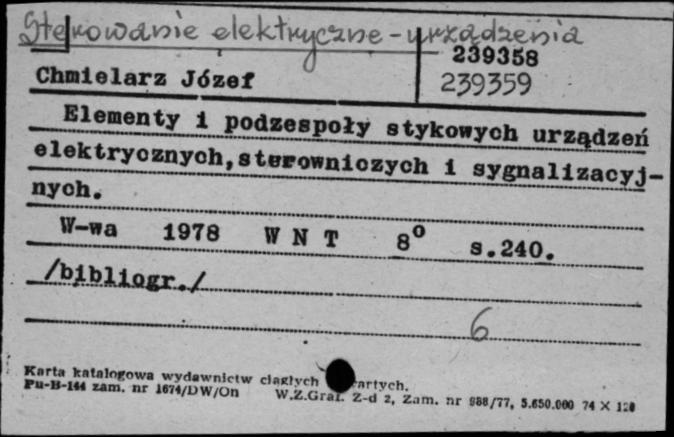 Sterowanie elektryczne - urządzenia
239358
Chmielarz Józef
239359
Elementy i podzespoły stykowych urządzeń
elektrycznych,sterowniczych i sygnalizacyj-
nych.
W-wa 1978 W N T 8° s.240.
/bibliogr./
6
Karta katalogowa wydawnictw ciągłych artych.
Pu-B-144 zam. nr 1674/DW/On W.Z.Graf. Z-d 2, Zam. nr 988/77, 5.650.000 74 X 120